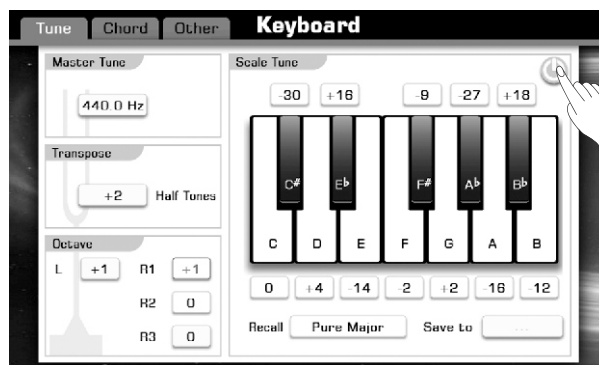 Tune Chord Other Keyboard
Master Tune
440.0 Hz
Transpose
+2 Half Tones
Octave
L +1 R1 +1
R2 0
R3 0
Scale Tune
-30 +16 -9 -27 +18
C# E♭ F# A♭ B♭
C D E F G A B
0 +4 -14 -2 +2 -16 -12
Recall Pure Major Save to ...